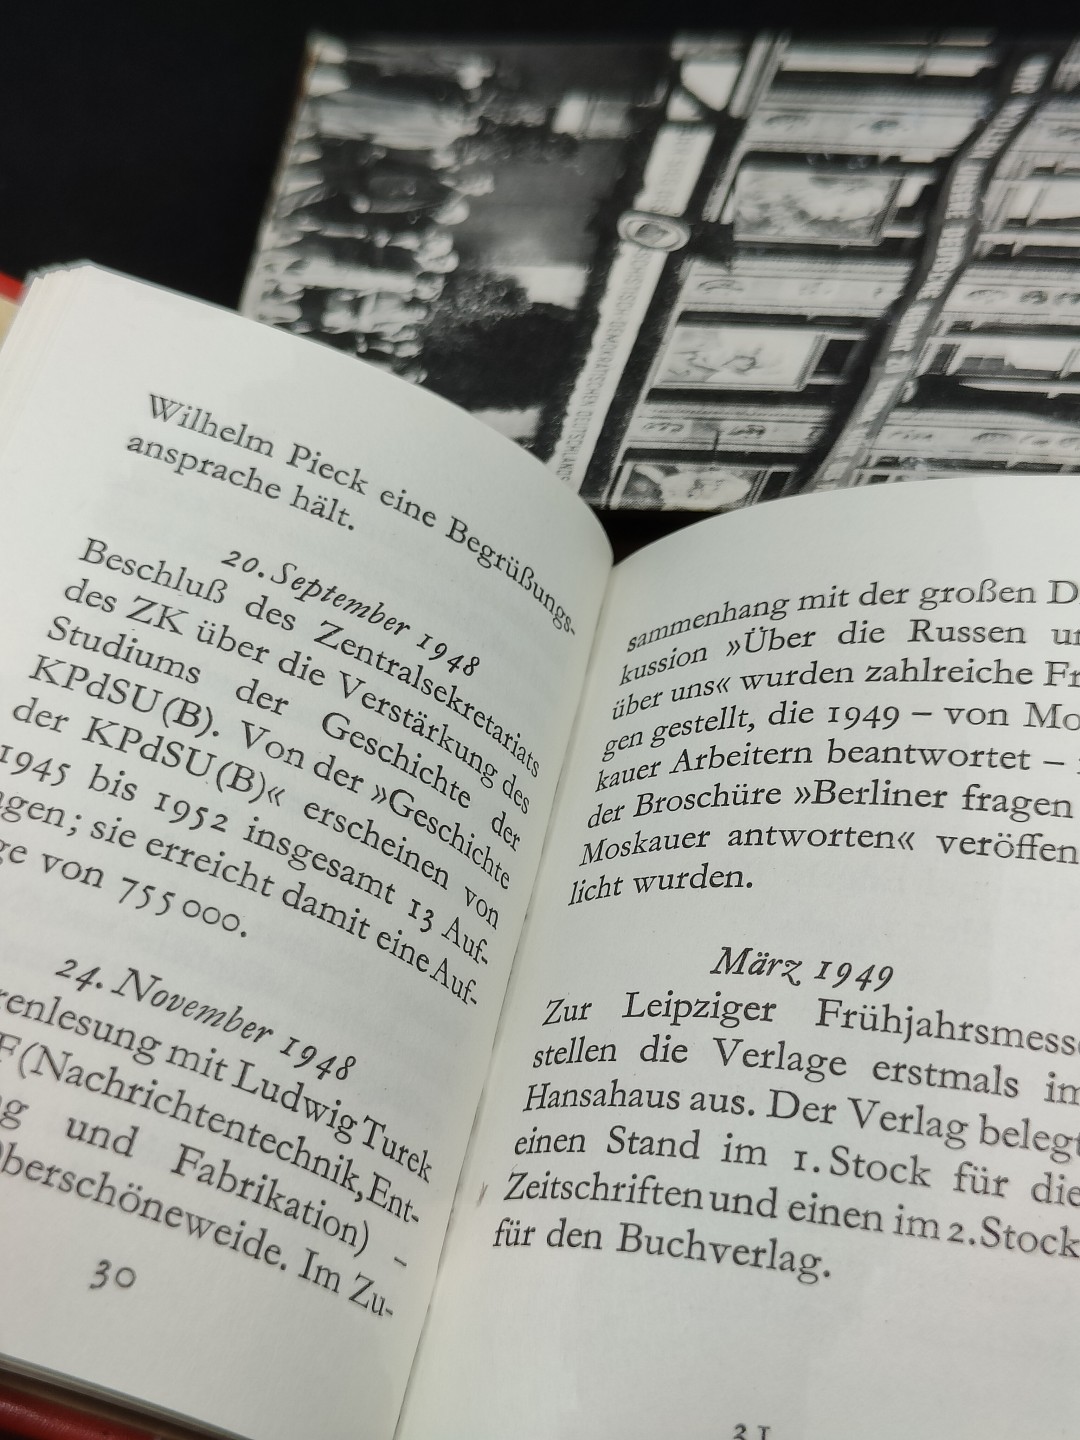 Wilhelm Pieck eine Begrüßungs-
ansprache hält.
20. September 1948
Beschluß des Zentralsekretariats
des ZK über die Verstärkung des
Studiums der Geschichte der
KPdSU(B). Von der »Geschichte
der KPdSU(B)« erscheinen von
1945 bis 1952 insgesamt 13 Auf-
gen; sie erreicht damit eine Auf-
ge von 755 000.
24. November 1948
renlesung mit Ludwig Turek
F (Nachrichtentechnik, Ent-
g und Fabrikation) –
berschöneweide. Im Zu-
30
sammenhang mit der großen D
kussion »Über die Russen u
über uns« wurden zahlreiche Fr
gen gestellt, die 1949 – von Mo
kauer Arbeitern beantwortet –
der Broschüre »Berliner fragen
Moskauer antworten« veröffen
licht wurden.
März 1949
Zur Leipziger Frühjahrsmess
stellen die Verlage erstmals im
Hansahaus aus. Der Verlag belegt
einen Stand im 1. Stock für die
Zeitschriften und einen im 2. Stock
für den Buchverlag.
31
DEMOKRATISCHEN DEUTSCHLANDS